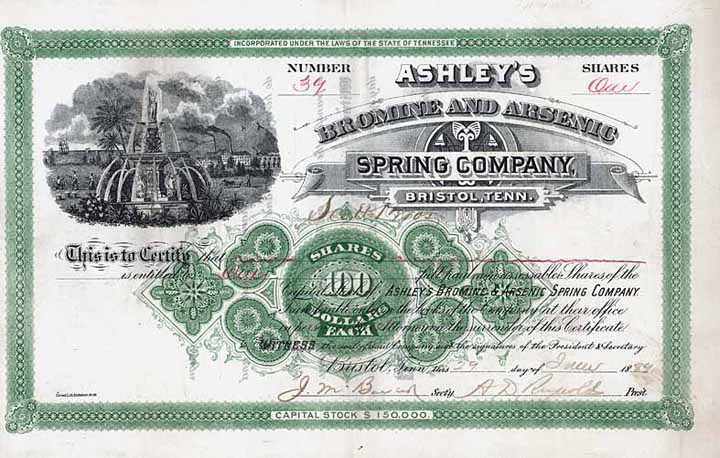 INCORPORATED UNDER THE LAWS OF THE STATE OF TENNESSEE
NUMBER
39
ASHLEY'S
SHARES
One
BROMINE AND ARSENIC
SPRING COMPANY,
BRISTOL, TENN.
This is to Certify that
is entitled to One Full paid unassessable Shares of the
Capital Stock of ASHLEY'S BROMINE & ARSENIC SPRING COMPANY
Transferable only on the books of the Company at their office
in person or by Attorney on the surrender of this Certificate
SHARES
100
DOLLARS
EACH
WITNESS the seal of said Company and the signatures of the President & Secretary
Bristol, Tenn. this 29 day of June 188
J. M. Secty. A. D. Prest.
CAPITAL STOCK $ 150,000.